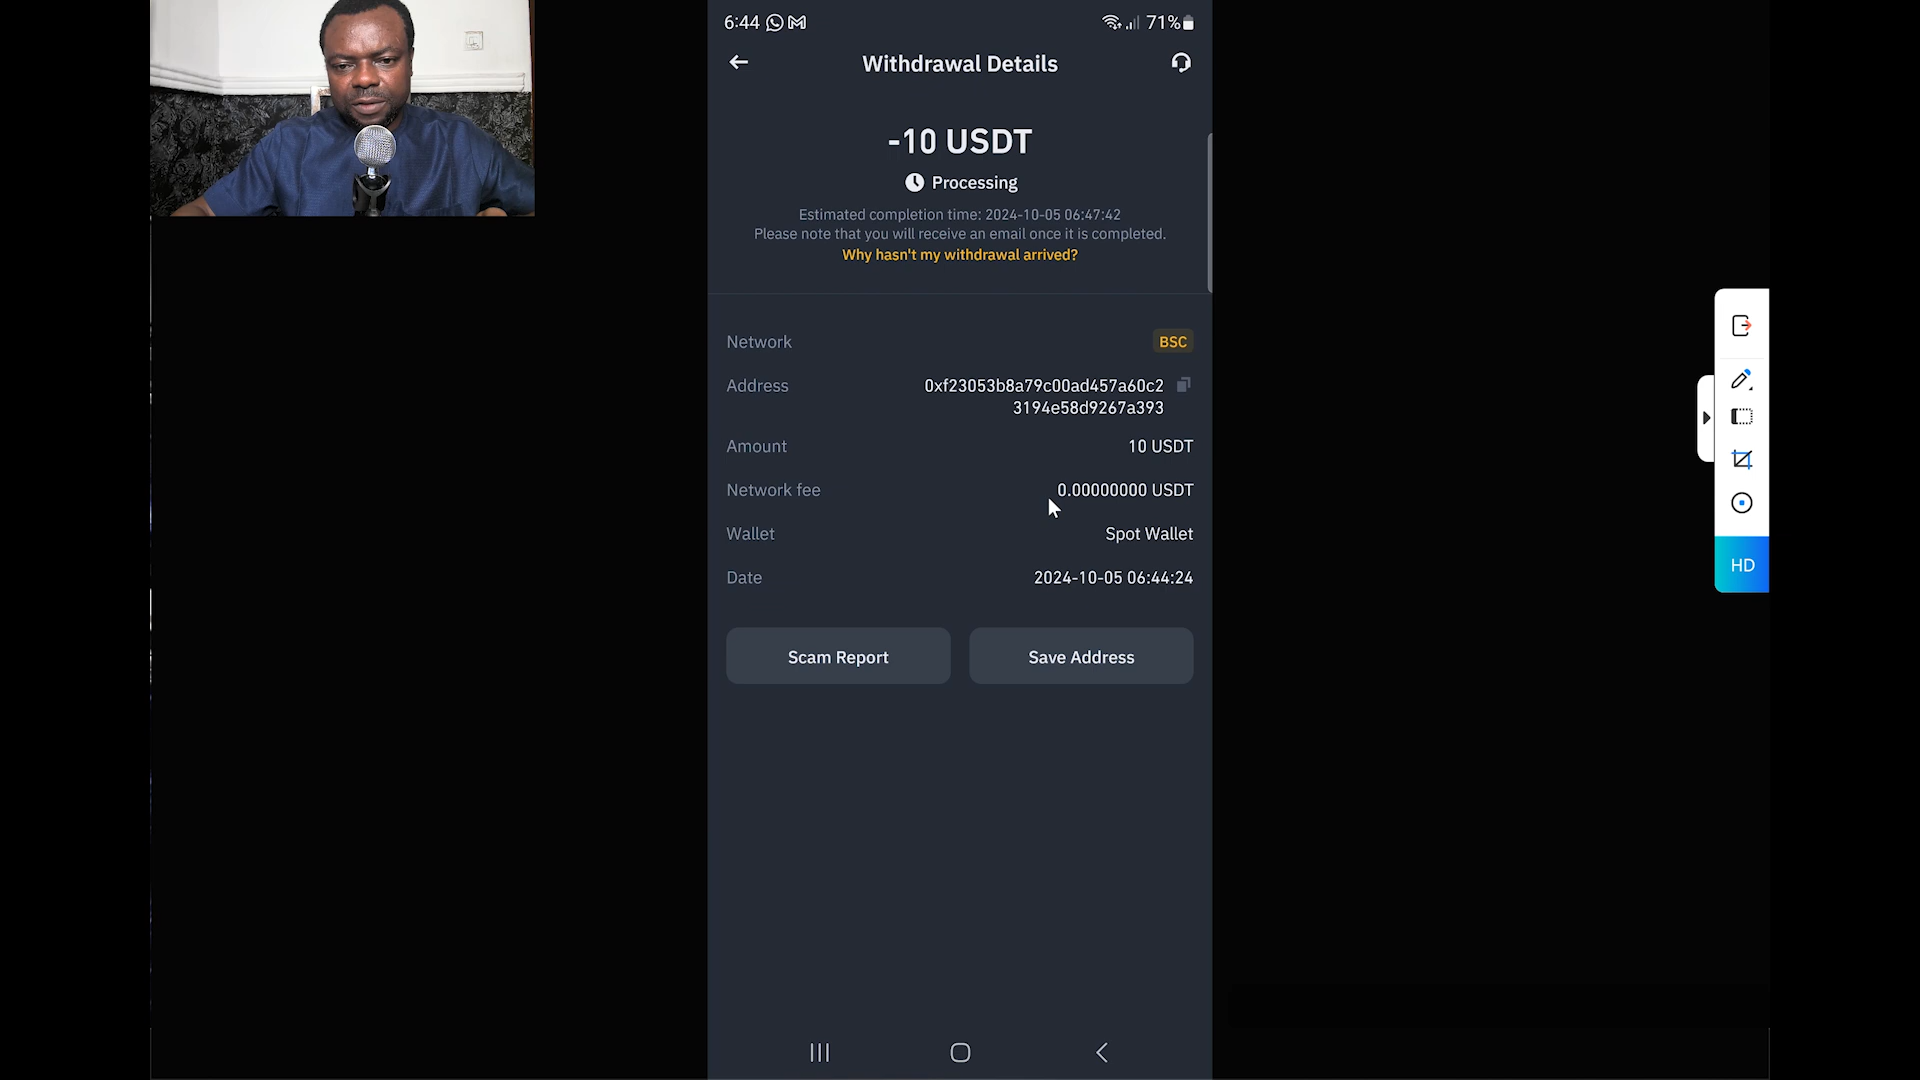 6:44
71%
Withdrawal Details
-10 USDT
Processing
Estimated completion time: 2024-10-05 06:47:42
Please note that you will receive an email once it is completed.
Why hasn't my withdrawal arrived?
Network BSC
Address 0xf23053b8a79c00ad457a60c2
3194e58d9267a393
Amount 10 USDT
Network fee 0.00000000 USDT
Wallet Spot Wallet
Date 2024-10-05 06:44:24
Scam Report Save Address
HD